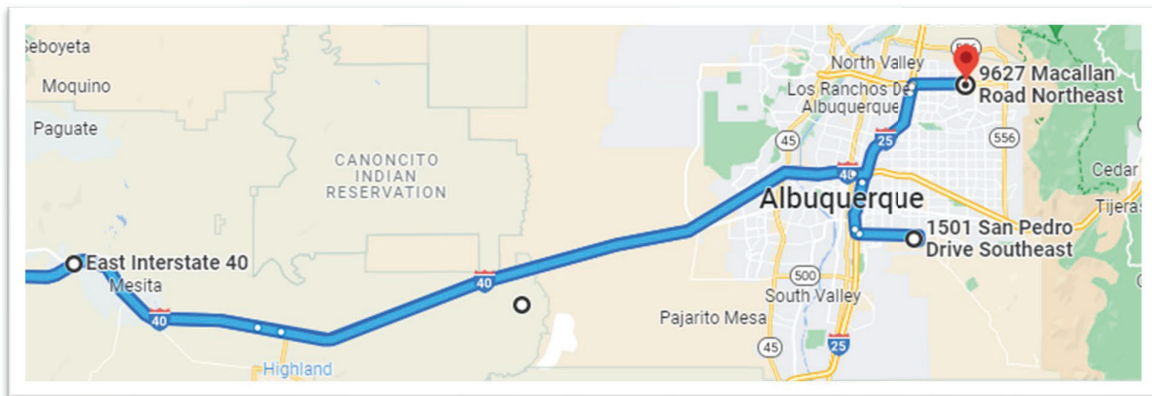 Seboyeta
Moquino
Paguate
CANONCITO
INDIAN
RESERVATION
East Interstate 40
Mesita
40
Highland
40
North Valley
Los Ranchos De
Albuquerque
9627 Macallan
Road Northeast
45
25
556
40
Albuquerque
Cedar
Tijeras
1501 San Pedro
Drive Southeast
500
South Valley
Pajarito Mesa
45
25